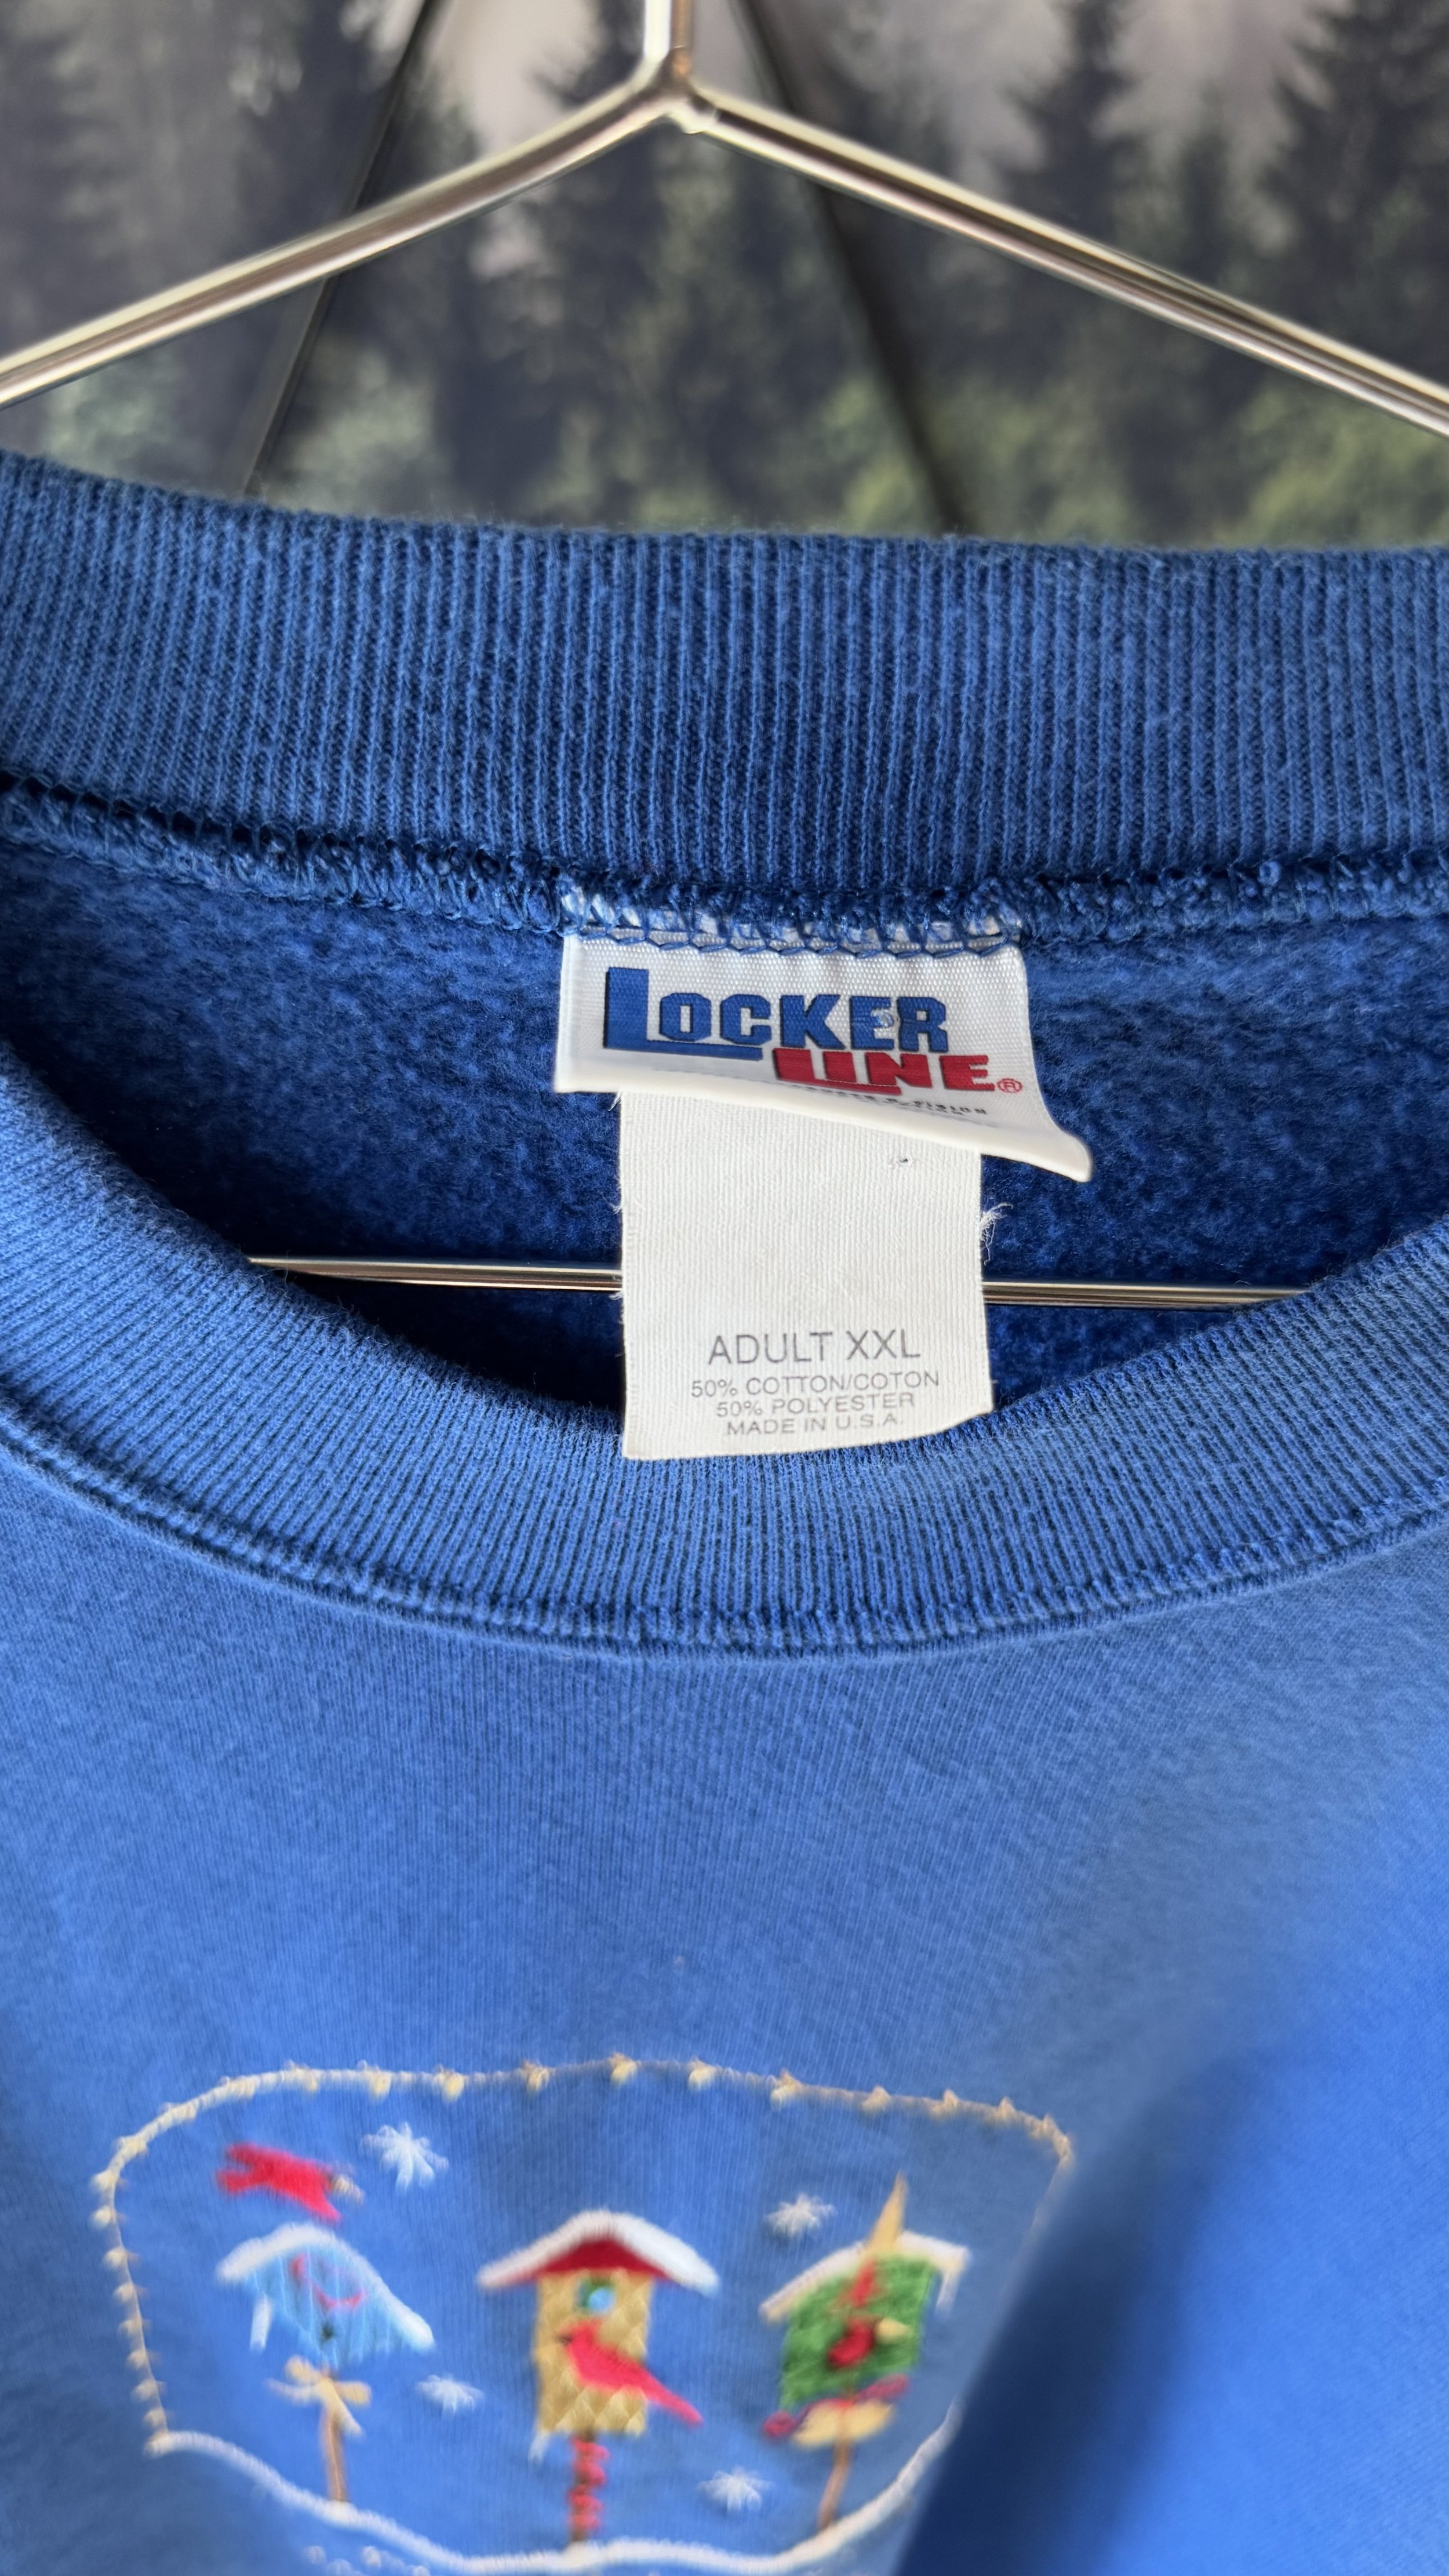 LOCKER
LINE®
ADULT XXL
50% COTTON/COTON
50% POLYESTER
MADE IN U.S.A.